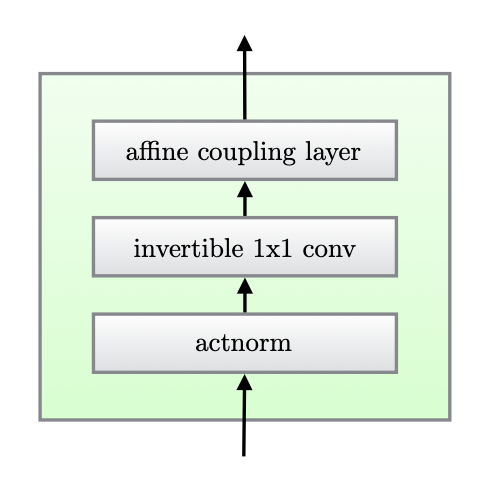 affine coupling layer
invertible 1x1 conv
actnorm